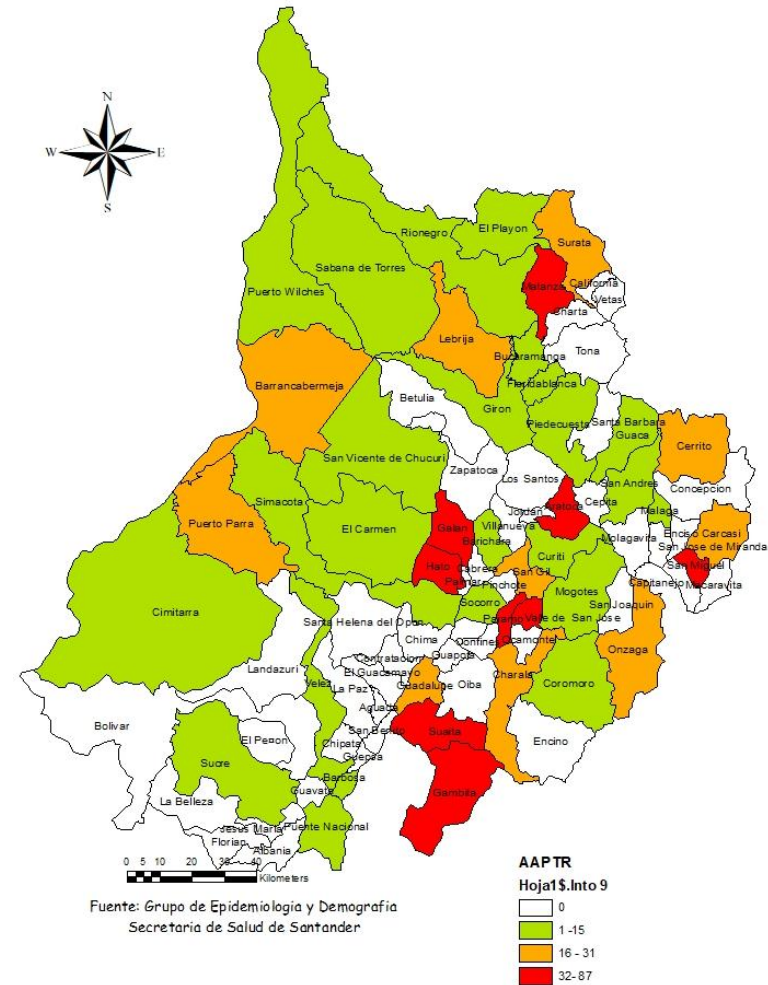 N
W E
S
El Playon
Rionegro
Surata
Sabana de Torres
California
Matanza
Puerto Wilches
Vetas
Charta
Lebrija
Tona
Bucaramanga
Barrancabermeja
Floridablanca
Betulia
Giron
Piedecuesta
Santa Barbara
Guaca
Cerrito
San Vicente de Chucuri
Zapatoca
Los Santos
San Andres
Concepcion
Simacota
Cepita
Jordan
Malaga
Puerto Parra
El Carmen
Galan
Villanueva
Enciso
Carcasi
Barichara
Molagavita
San Jose de Miranda
Curiti
Hato
Cabrera
San Gil
San Miguel
Palmar
Pinchote
Capitanejo
Macaravita
Mogotes
Socorro
San Joaquin
Cimitarra
Paramo
Valle de San Jose
Santa Helena del Opon
Chima
Confines
Ocamonte
Guapota
Onzaga
Contratacion
Landazuri
El Guacamayo
Charala
Velez
La Paz
Guadalupe
Oiba
Coromoro
Aguada
Bolivar
San Benito
Suaita
El Penon
Chipata
Encino
Guepsa
Sucre
Barbosa
Guavata
Gambita
La Belleza
Jesus Maria
Puente Nacional
Florian
Albania
0 5 10 20 30 40
Kilometers
AAPTR
Hoja1$.Into 9
0
1 -15
16 - 31
32- 87
Fuente: Grupo de Epidemiologia y Demografia
Secretaria de Salud de Santander